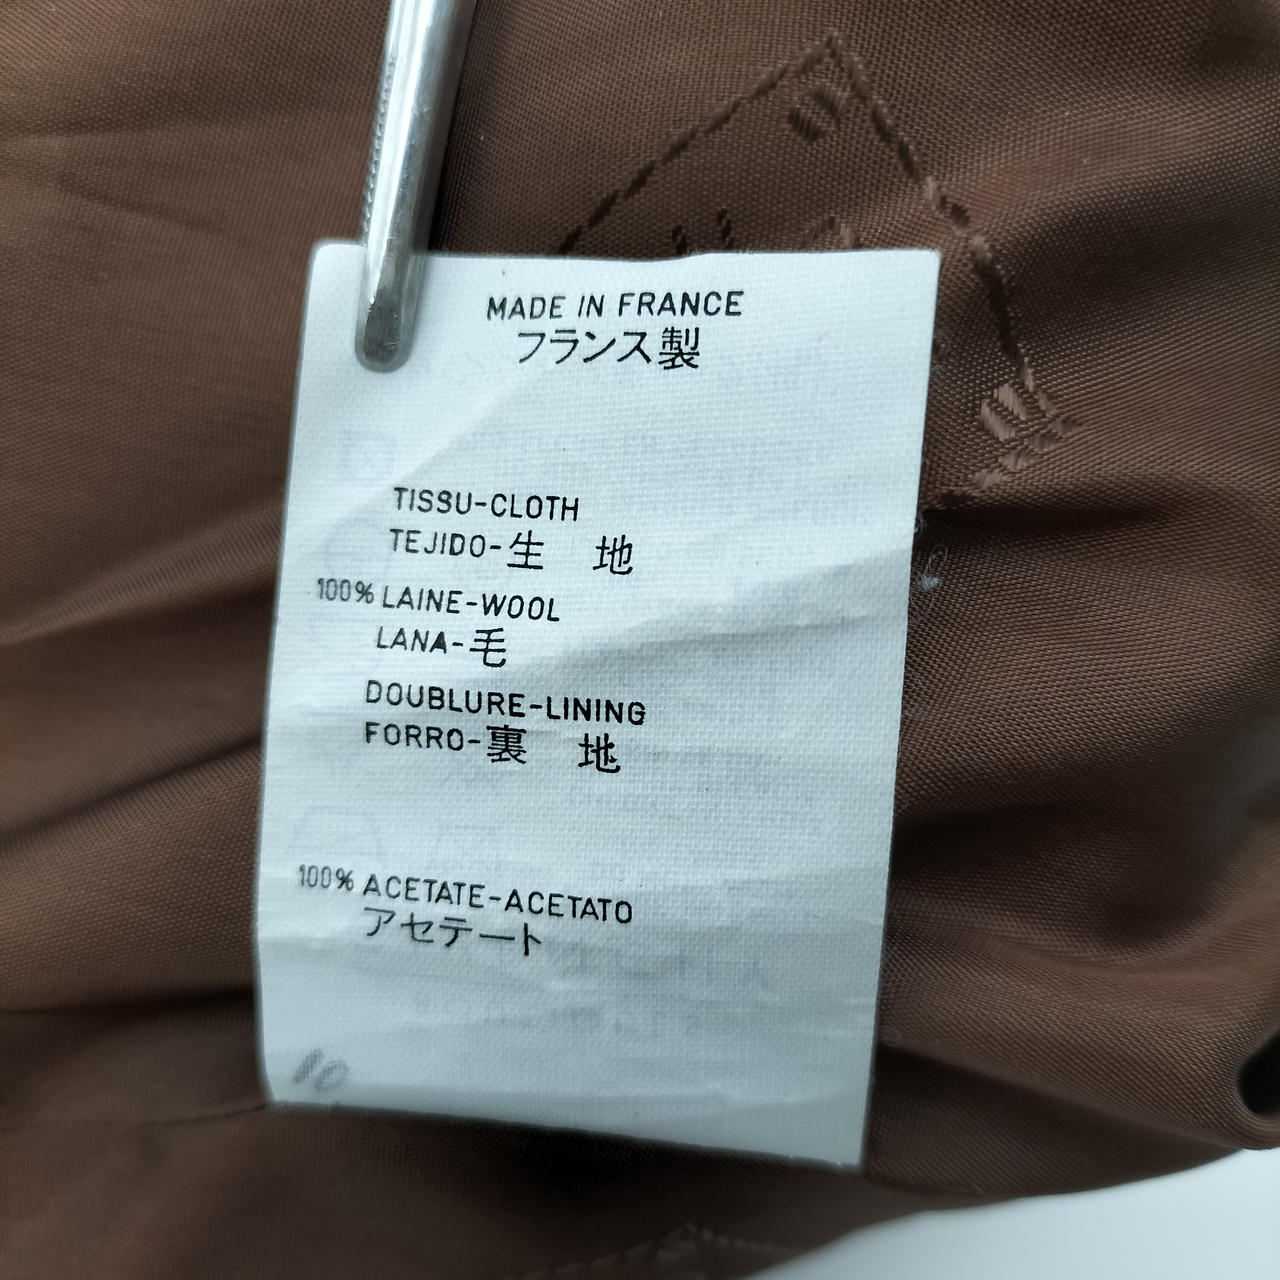 MADE IN FRANCE
フランス製
TISSU-CLOTH
TEJIDO-生 地
100% LAINE-WOOL
LANA-毛
DOUBLURE-LINING
FORRO-裏 地
100% ACETATE-ACETATO
アセテート
10